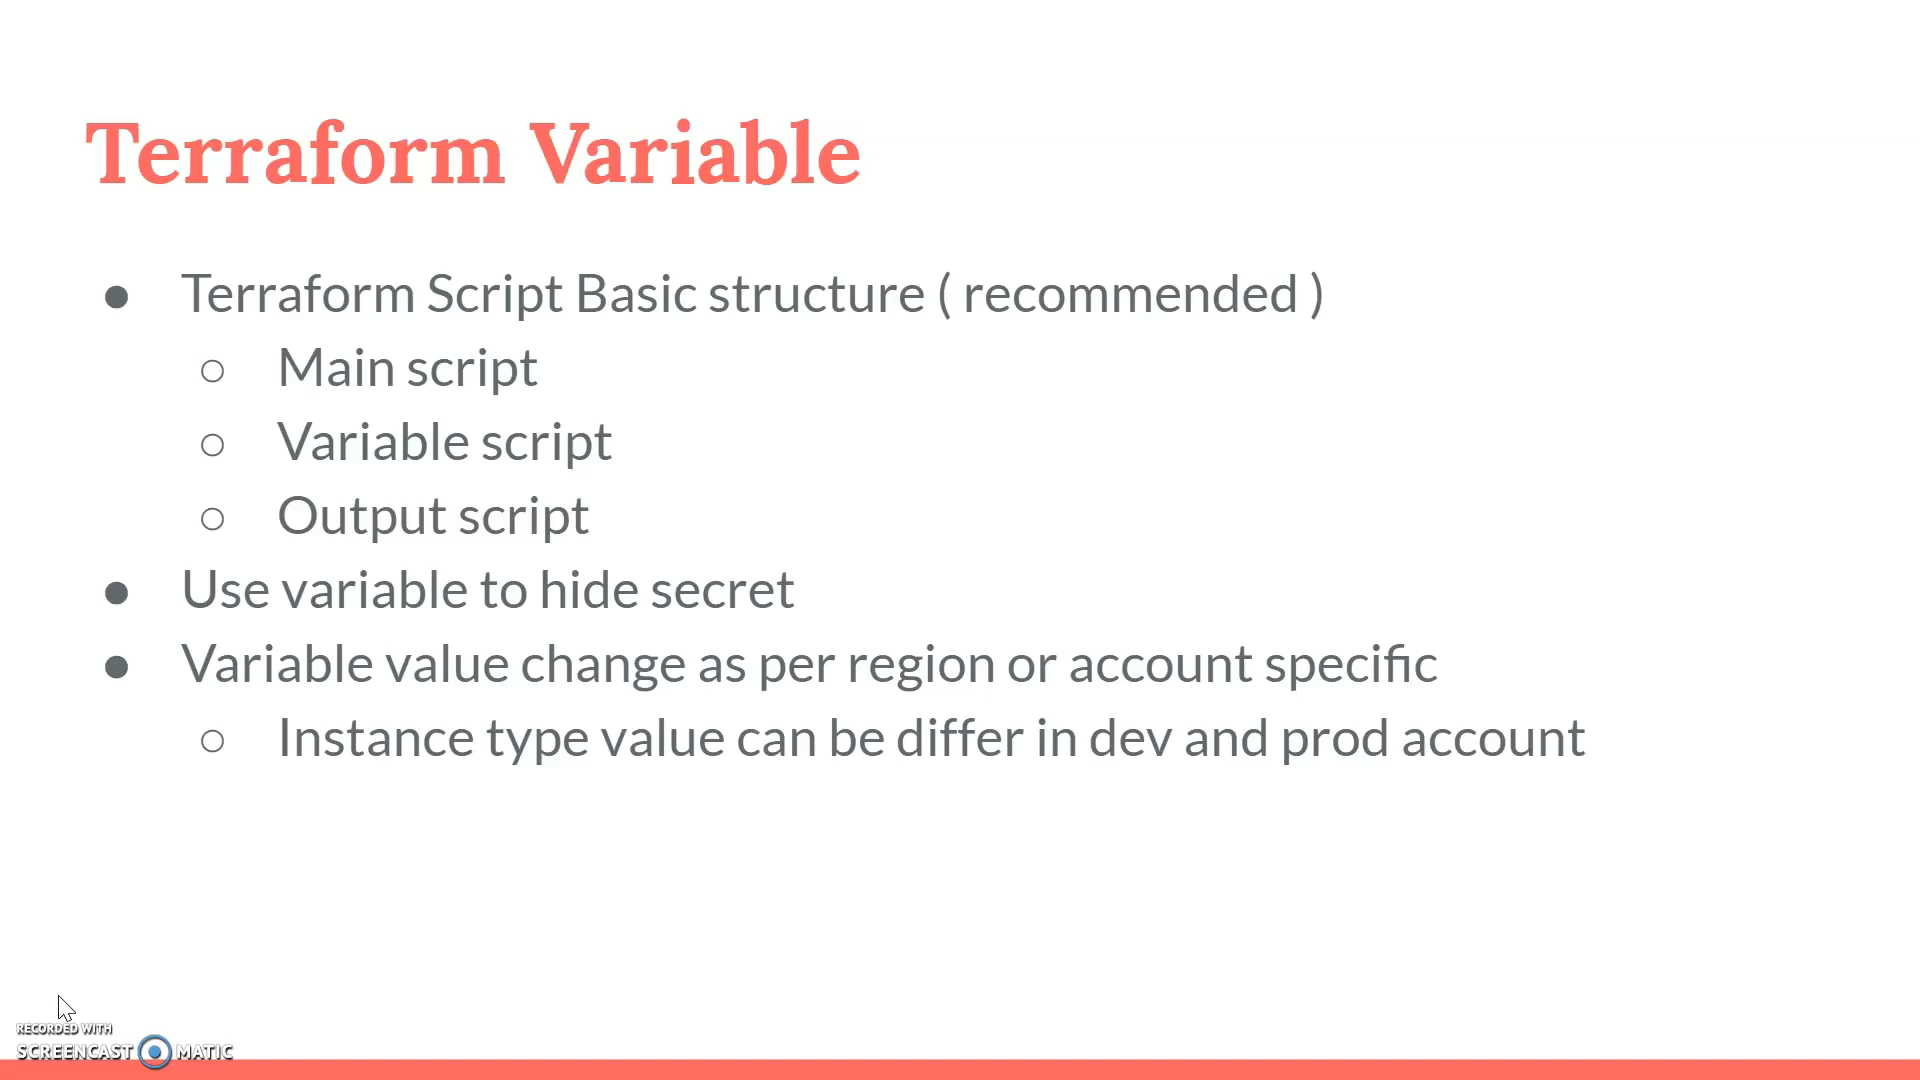 Terraform Variable
● Terraform Script Basic structure ( recommended )
○ Main script
○ Variable script
○ Output script
● Use variable to hide secret
● Variable value change as per region or account specific
○ Instance type value can be differ in dev and prod account
RECORDED WITH
SCREENCAST MATIC